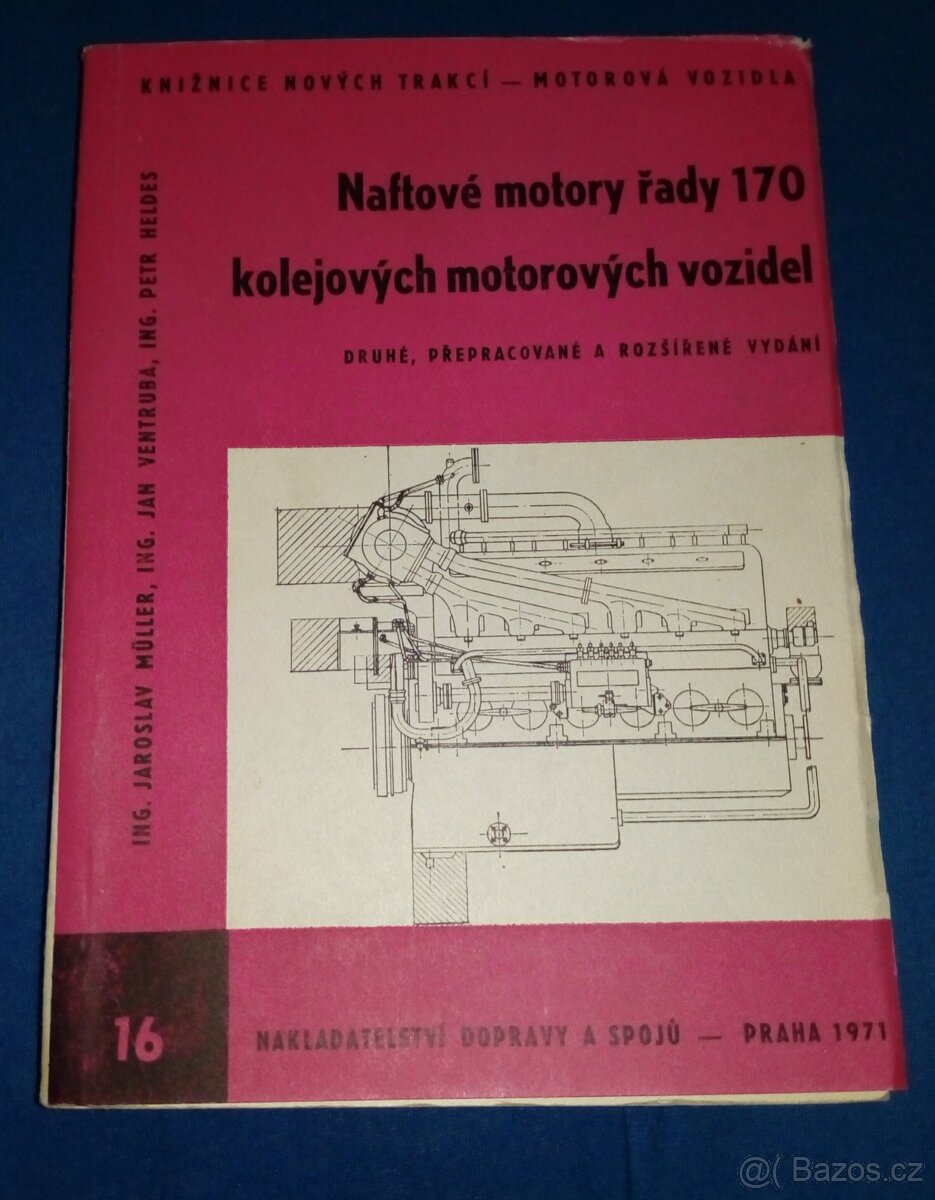 KNIŽNICE NOVÝCH TRAKCÍ — MOTOROVÁ VOZIDLA
Naftové motory řady 170
kolejových motorových vozidel
DRUHÉ, PŘEPRACOVANÉ A ROZŠÍŘENÉ VYDÁNÍ
ING. JAROSLAV MÜLLER, ING. JAN VENTRUBA, ING. PETR HELDES
16
NAKLADATELSTVÍ DOPRAVY A SPOJŮ — PRAHA 1971
@( Bazos.cz